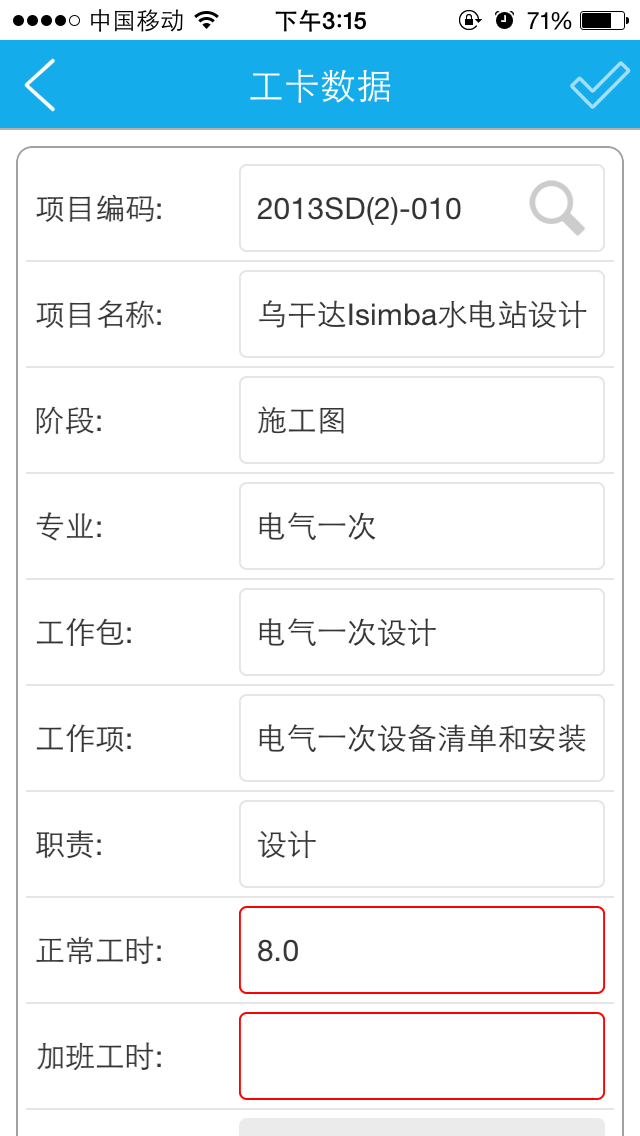 中国移动 下午3:15 71%
工卡数据
项目编码: 2013SD(2)-010
项目名称: 乌干达Isimba水电站设计
阶段: 施工图
专业: 电气一次
工作包: 电气一次设计
工作项: 电气一次设备清单和安装
职责: 设计
正常工时: 8.0
加班工时: